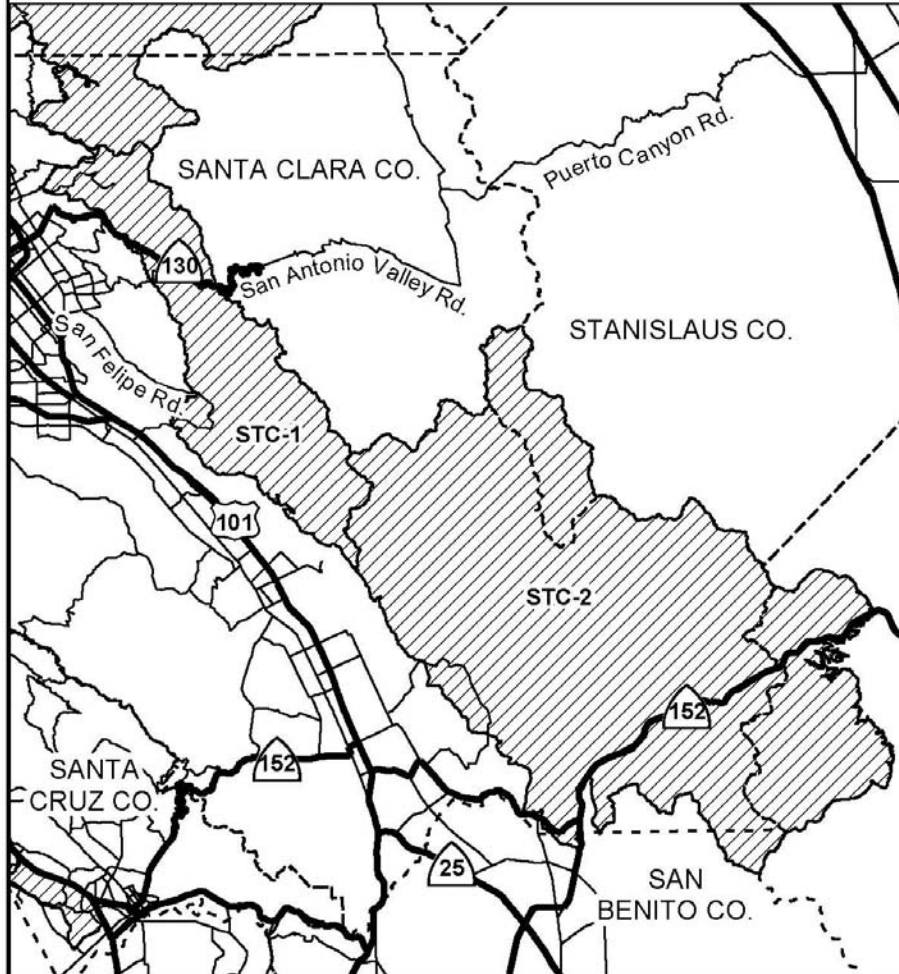 SANTA CLARA CO.
Puerto Canyon Rd.
130
San Antonio Valley Rd.
STANISLAUS CO.
San Felipe Rd.
STC-1
101
STC-2
152
152
SANTA
CRUZ CO.
25
SAN
BENITO CO.